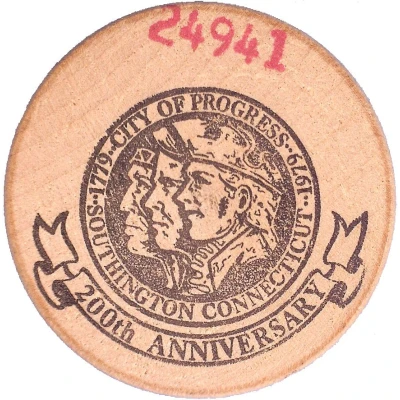 24941
·1779·CITY OF PROGRESS··1979··
SOUTHINGTON CONNECTICUT
200th ANNIVERSARY